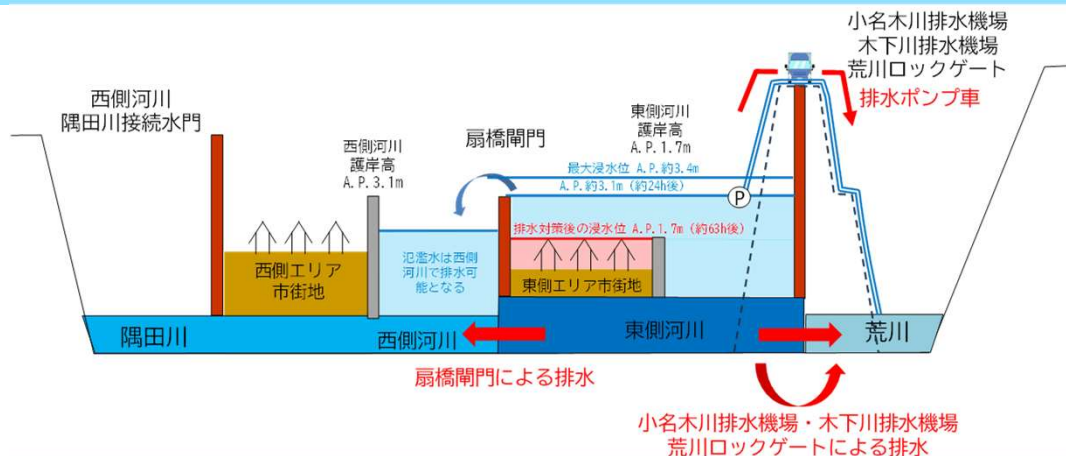 小名木川排水機場
木下川排水機場
荒川ロックゲート
排水ポンプ車
西側河川
隅田川接続水門
西側河川
護岸高
A.P.3.1m
扇橋閘門
東側河川
護岸高
A.P.1.7m
最大浸水位 A.P.約3.4m
A.P.約3.1m（約24h後）
P
排水対策後の浸水位 A.P.1.7m（約63h後）
氾濫水は西側
河川で排水可
能となる
西側エリア
市街地
東側エリア市街地
隅田川
西側河川
東側河川
荒川
扇橋閘門による排水
小名木川排水機場・木下川排水機場
荒川ロックゲートによる排水